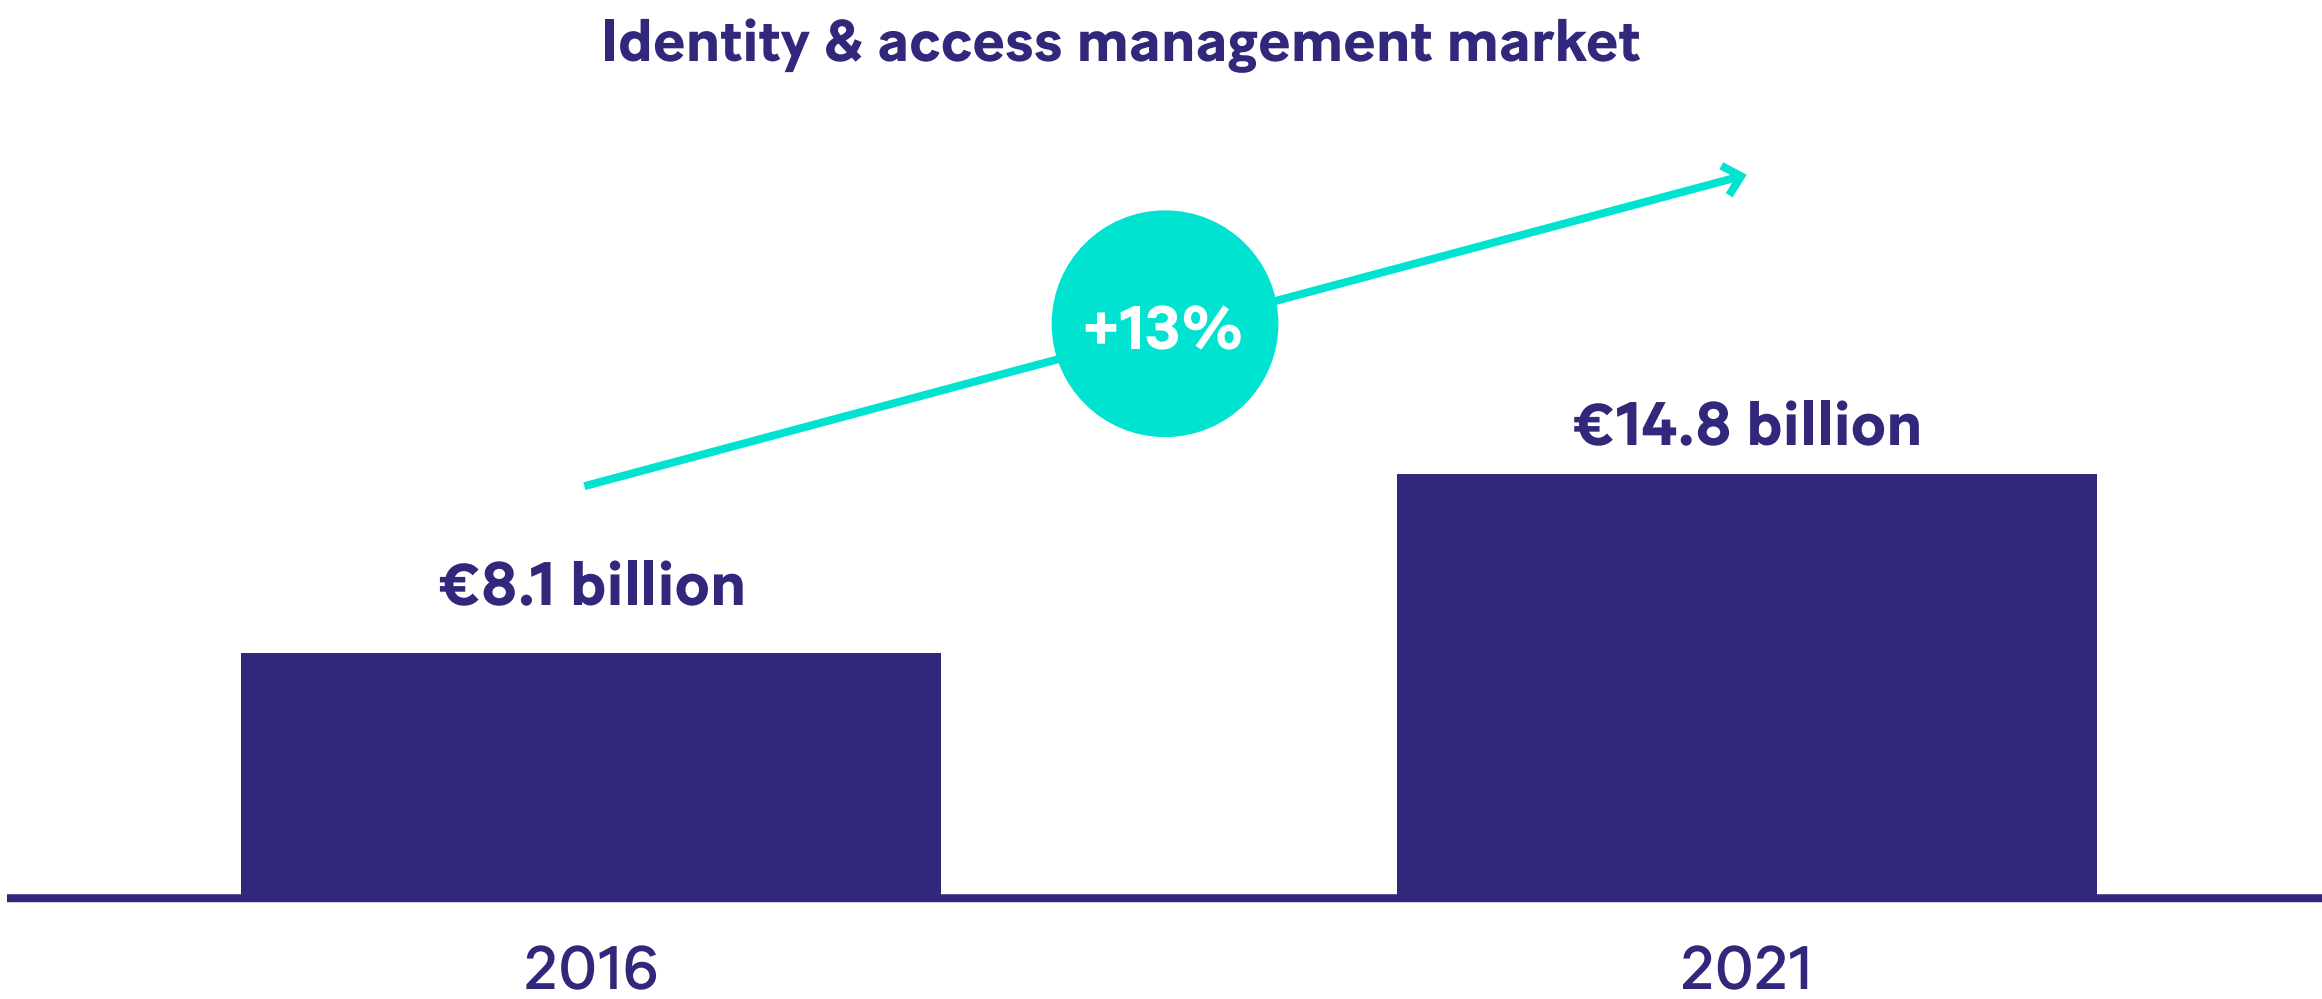 Identity & access management market
+13%
€14.8 billion
€8.1 billion
2016
2021